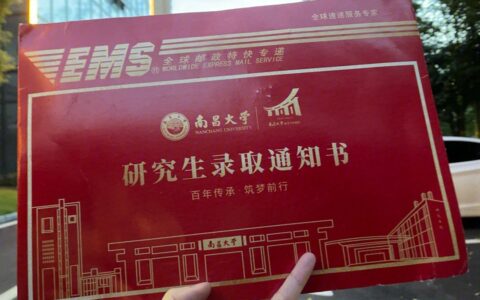 全球速递服务专家
EMS
全球邮政特快专递
WORLDWIDE EXPRESS MAIL SERVICE
南昌大学
NANCHANG UNIVERSITY
研究生录取通知书
百年传承·筑梦前行
南昌大学